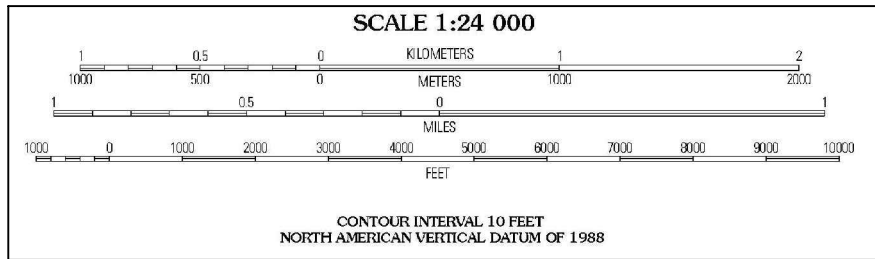 SCALE 1:24 000
1 0.5 0 KILOMETERS 1 2
1000 500 0 METERS 1000 2000
1 0.5 0 1
MILES
1000 0 1000 2000 3000 4000 5000 6000 7000 8000 9000 10000
FEET
CONTOUR INTERVAL 10 FEET
NORTH AMERICAN VERTICAL DATUM OF 1988